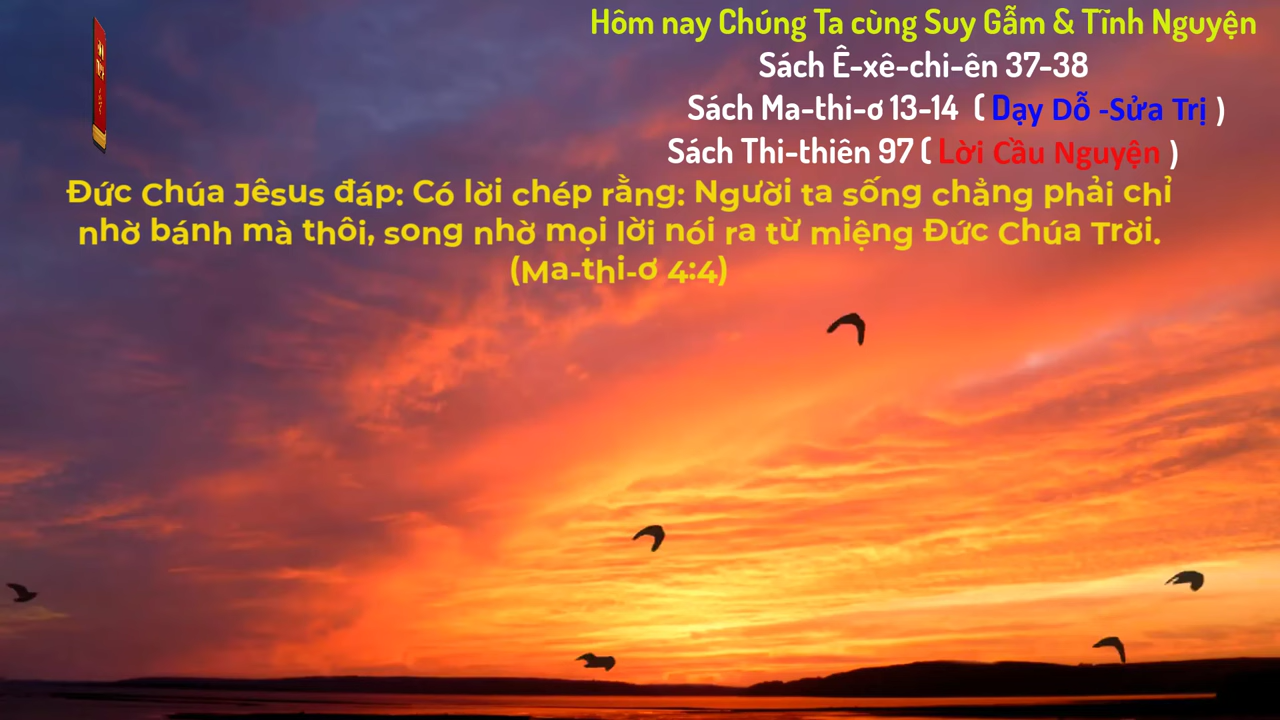 Hôm nay Chúng Ta cùng Suy Gẫm & Tĩnh Nguyện
Sách Ê-xê-chi-ên 37-38
Sách Ma-thi-ơ 13-14 ( Dạy Dỗ -Sửa Trị )
Sách Thi-thiên 97 ( Lời Cầu Nguyện )
Đức Chúa Jêsus đáp: Có lời chép rằng: Người ta sống chẳng phải chỉ
nhờ bánh mà thôi, song nhờ mọi lời nói ra từ miệng Đức Chúa Trời.
(Ma-thi-ơ 4:4)